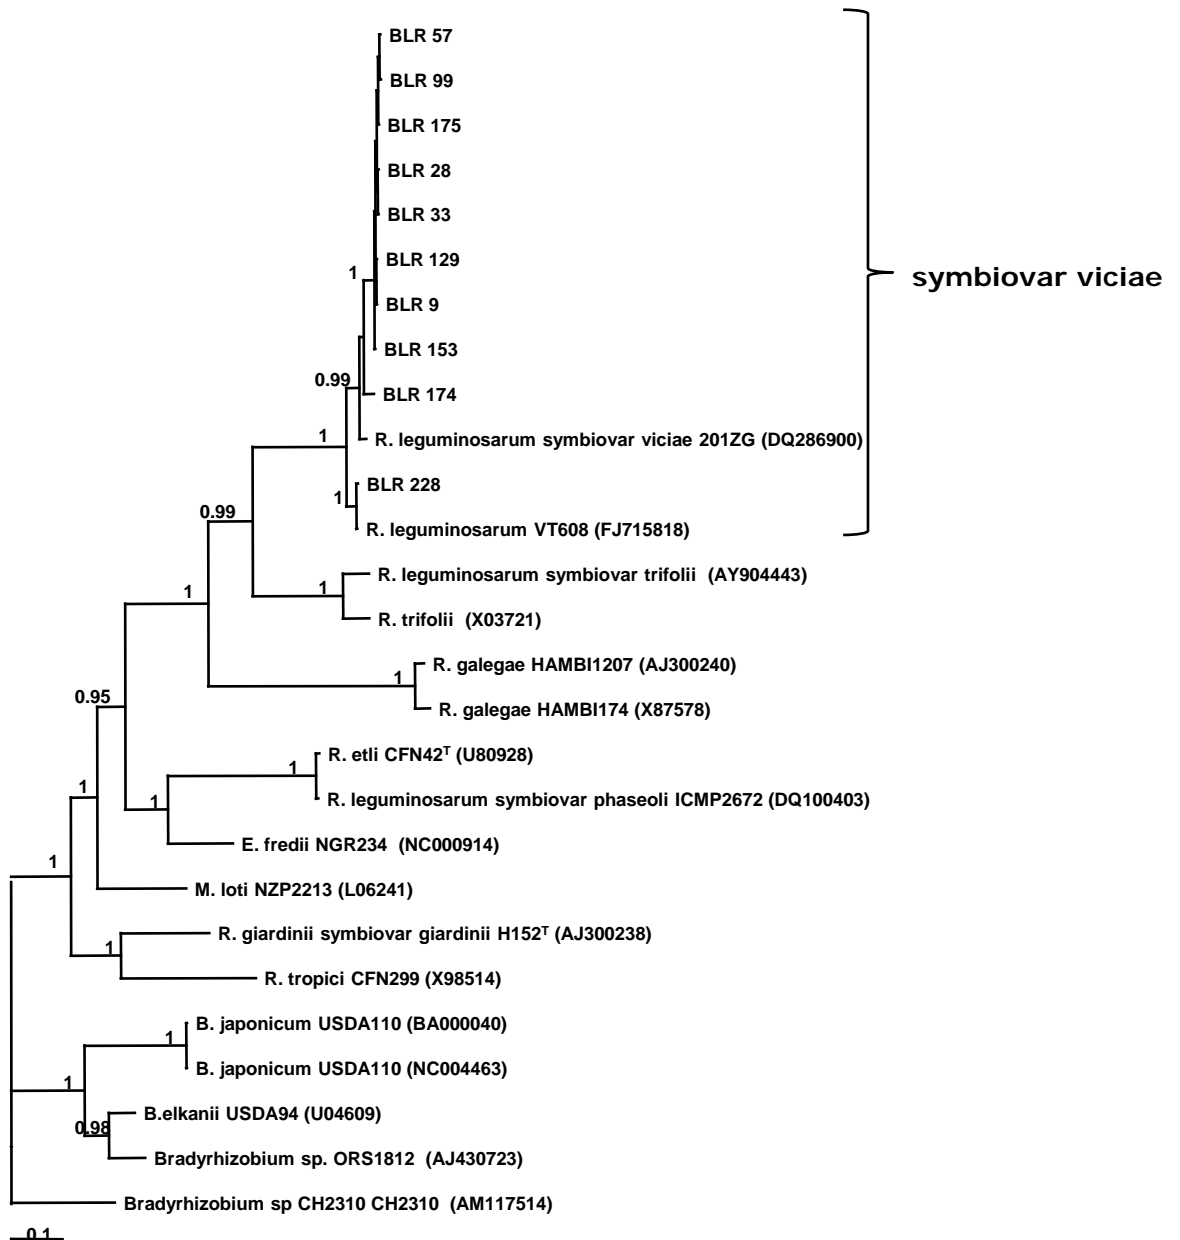 BLR 57
BLR 99
BLR 175
BLR 28
BLR 33
BLR 129
1
symbiovar viciae
BLR 9
BLR 153
0.99
BLR 174
1
R. leguminosarum symbiovar viciae 201ZG (DQ286900)
BLR 228
1
0.99
R. leguminosarum VT608 (FJ715818)
R. leguminosarum symbiovar trifolii (AY904443)
1
1
R. trifolii (X03721)
R. galegae HAMBI1207 (AJ300240)
1
0.95
R. galegae HAMBI174 (X87578)
R. etli CFN42ᵀ (U80928)
1
1
1
R. leguminosarum symbiovar phaseoli ICMP2672 (DQ100403)
E. fredii NGR234 (NC000914)
1
M. loti NZP2213 (L06241)
R. giardinii symbiovar giardinii H152ᵀ (AJ300238)
1
R. tropici CFN299 (X98514)
B. japonicum USDA110 (BA000040)
1
B. japonicum USDA110 (NC004463)
1
B.elkanii USDA94 (U04609)
0.98
Bradyrhizobium sp. ORS1812 (AJ430723)
Bradyrhizobium sp CH2310 CH2310 (AM117514)
0.1